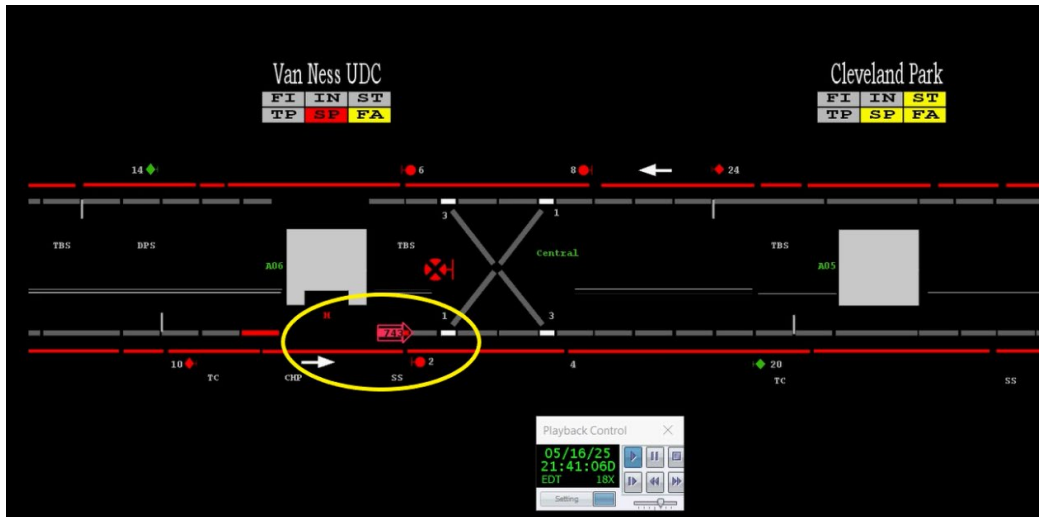 Van Ness UDC
Cleveland Park
FI IN ST
FI IN ST
TP SP FA
TP SP FA
14
6
8
24
3
1
TBS
DPS
TBS
Central
TBS
A06
A05
H
1
3
743
10
2
4
20
TC
CHP
SS
TC
SS
Playback Control
05/16/25
21:41:06D
EDT 18X
Setting